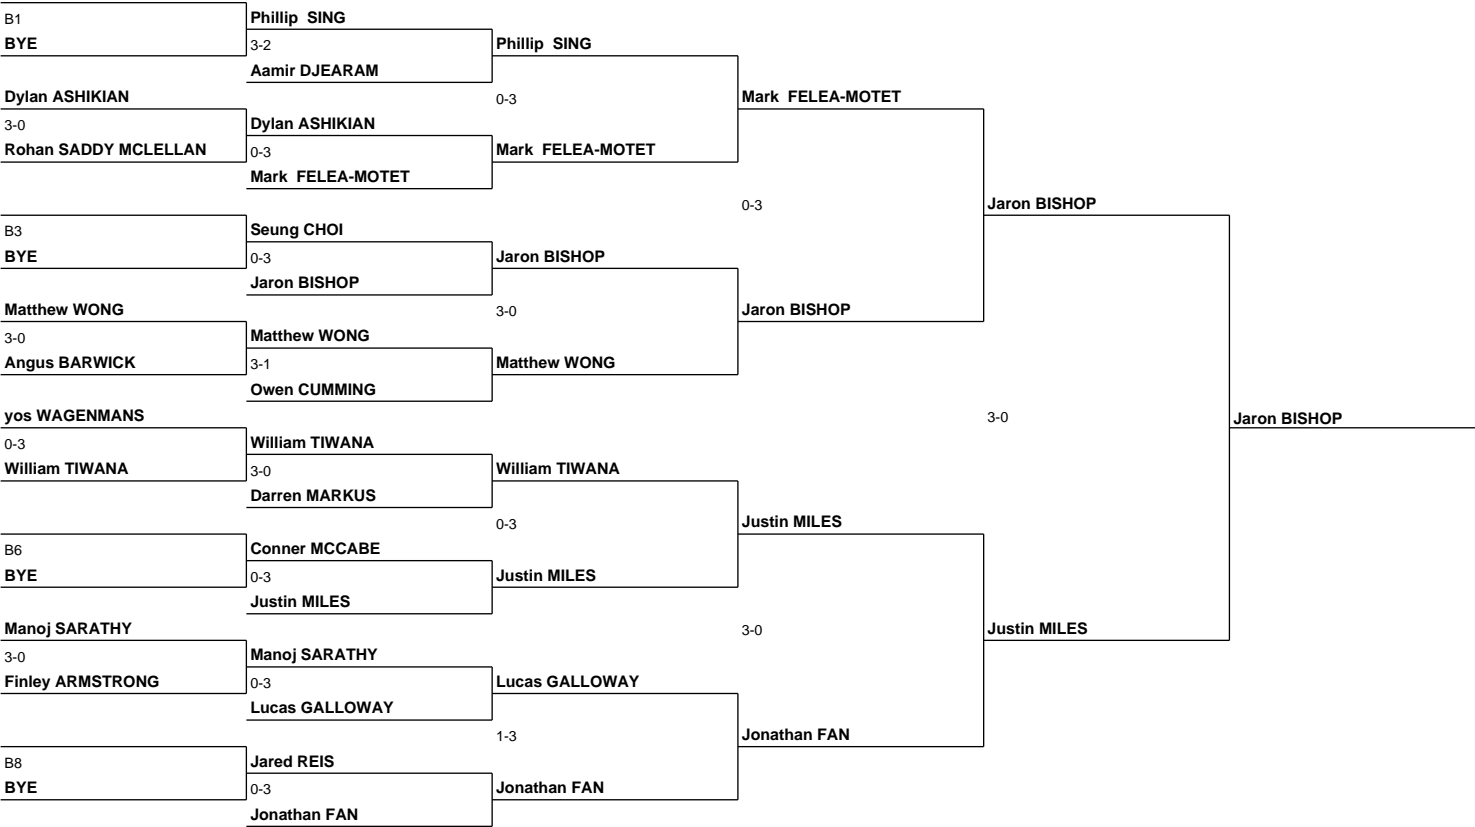 B1
BYE
Dylan ASHIKIAN
3-0
Rohan SADDY MCLELLAN
B3
BYE
Matthew WONG
3-0
Angus BARWICK
yos WAGENMANS
0-3
William TIWANA
B6
BYE
Manoj SARATHY
3-0
Finley ARMSTRONG
B8
BYE
Phillip SING
3-2
Aamir DJEARAM
Dylan ASHIKIAN
0-3
Mark FELEA-MOTET
Seung CHOI
0-3
Jaron BISHOP
Matthew WONG
3-1
Owen CUMMING
William TIWANA
3-0
Darren MARKUS
Conner MCCABE
0-3
Justin MILES
Manoj SARATHY
0-3
Lucas GALLOWAY
Jared REIS
0-3
Jonathan FAN
Phillip SING
0-3
Mark FELEA-MOTET
Jaron BISHOP
3-0
Matthew WONG
William TIWANA
0-3
Justin MILES
Lucas GALLOWAY
1-3
Jonathan FAN
Mark FELEA-MOTET
0-3
Jaron BISHOP
Justin MILES
3-0
Jonathan FAN
Jaron BISHOP
3-0
Justin MILES
Jaron BISHOP